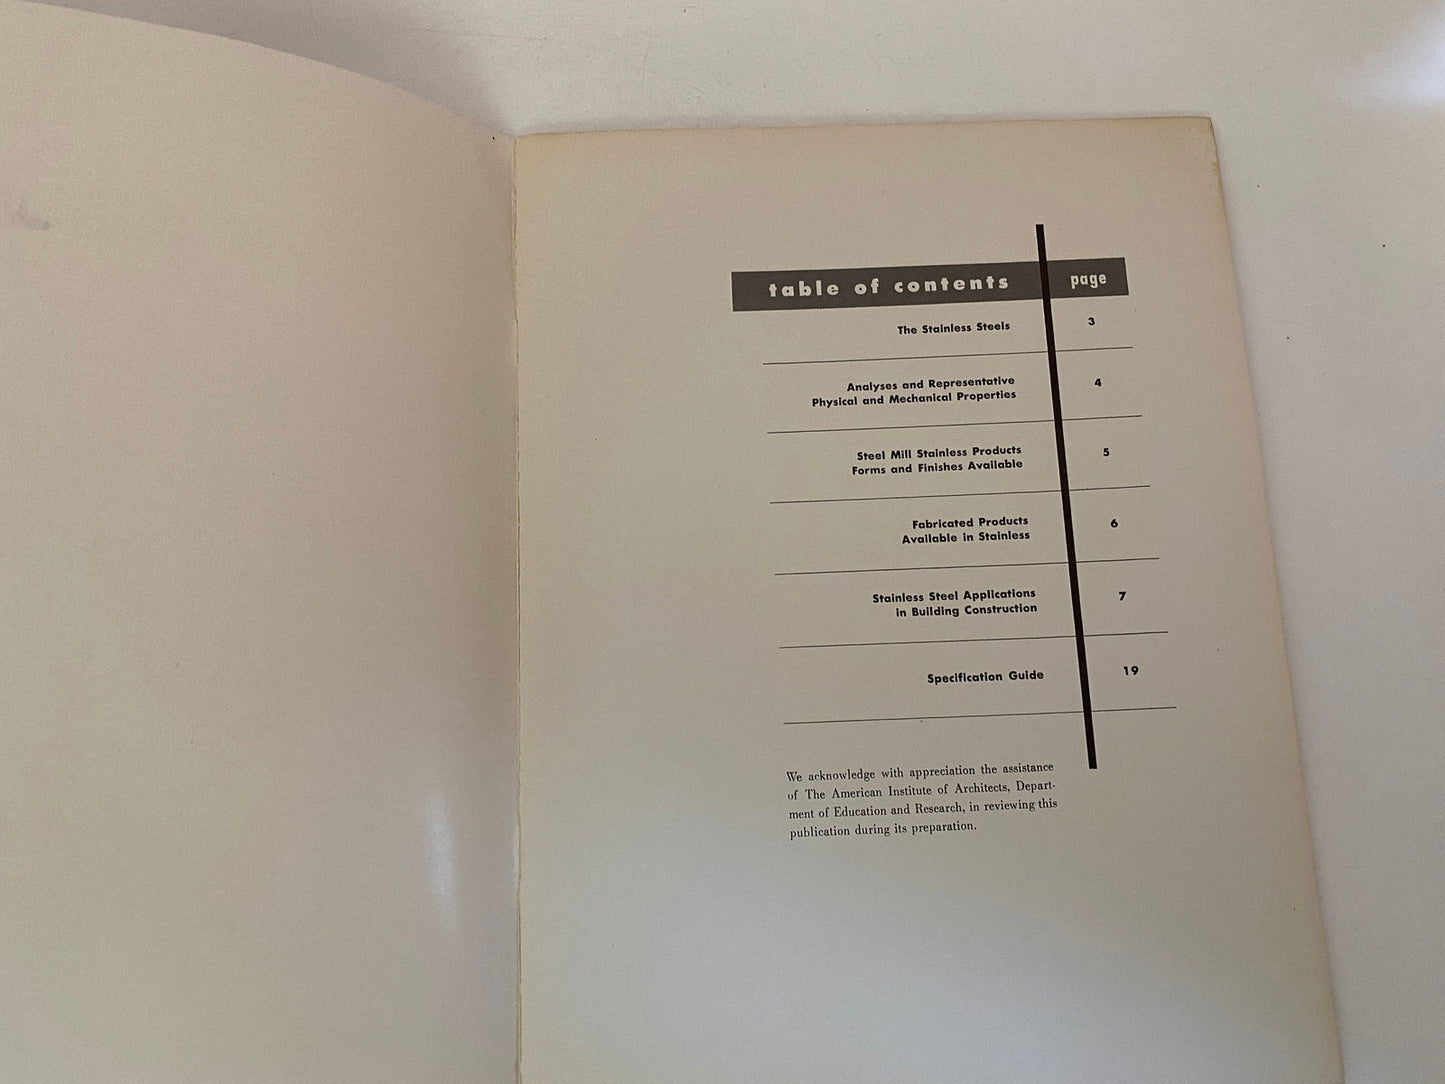 table of contents page
The Stainless Steels 3
Analyses and Representative
Physical and Mechanical Properties 4
Steel Mill Stainless Products
Forms and Finishes Available 5
Fabricated Products
Available in Stainless 6
Stainless Steel Applications
in Building Construction 7
Specification Guide 19
We acknowledge with appreciation the assistance
of The American Institute of Architects, Depart-
ment of Education and Research, in reviewing this
publication during its preparation.